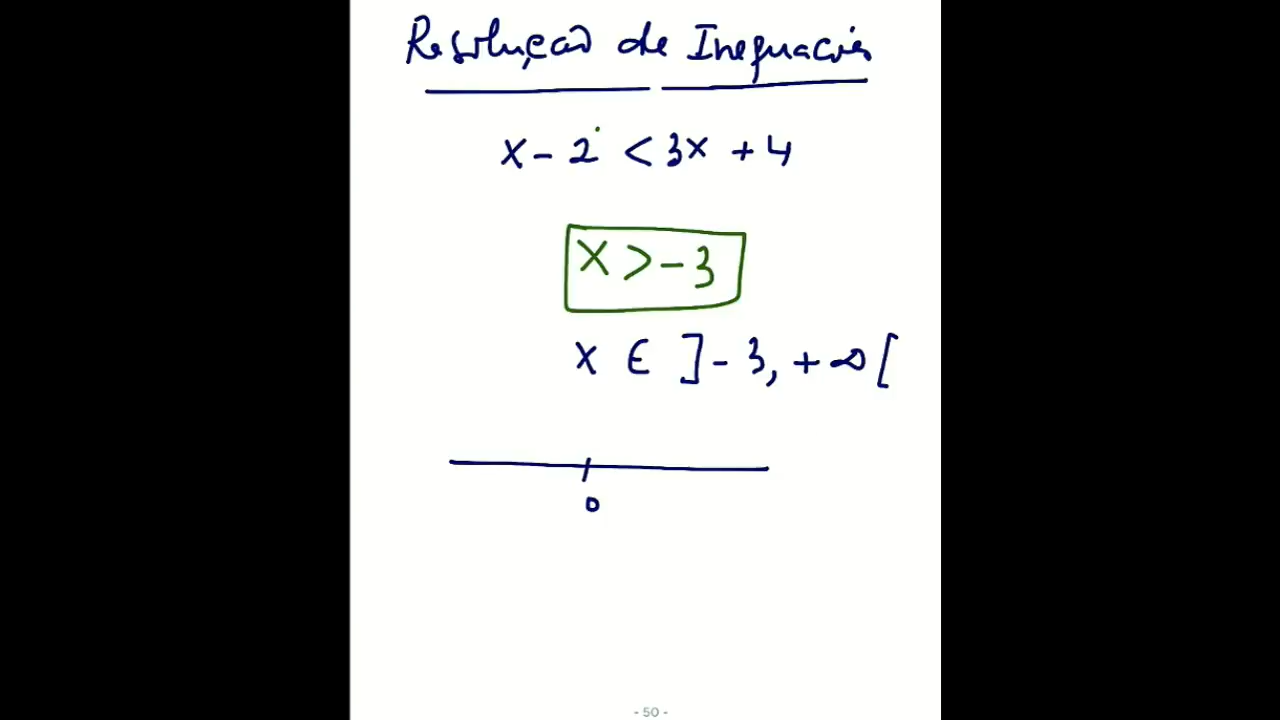 Resolução de Inequações
x - 2 < 3x + 4
x > - 3
x ∈ ] - 3, + ∞ [
0
- 50 -